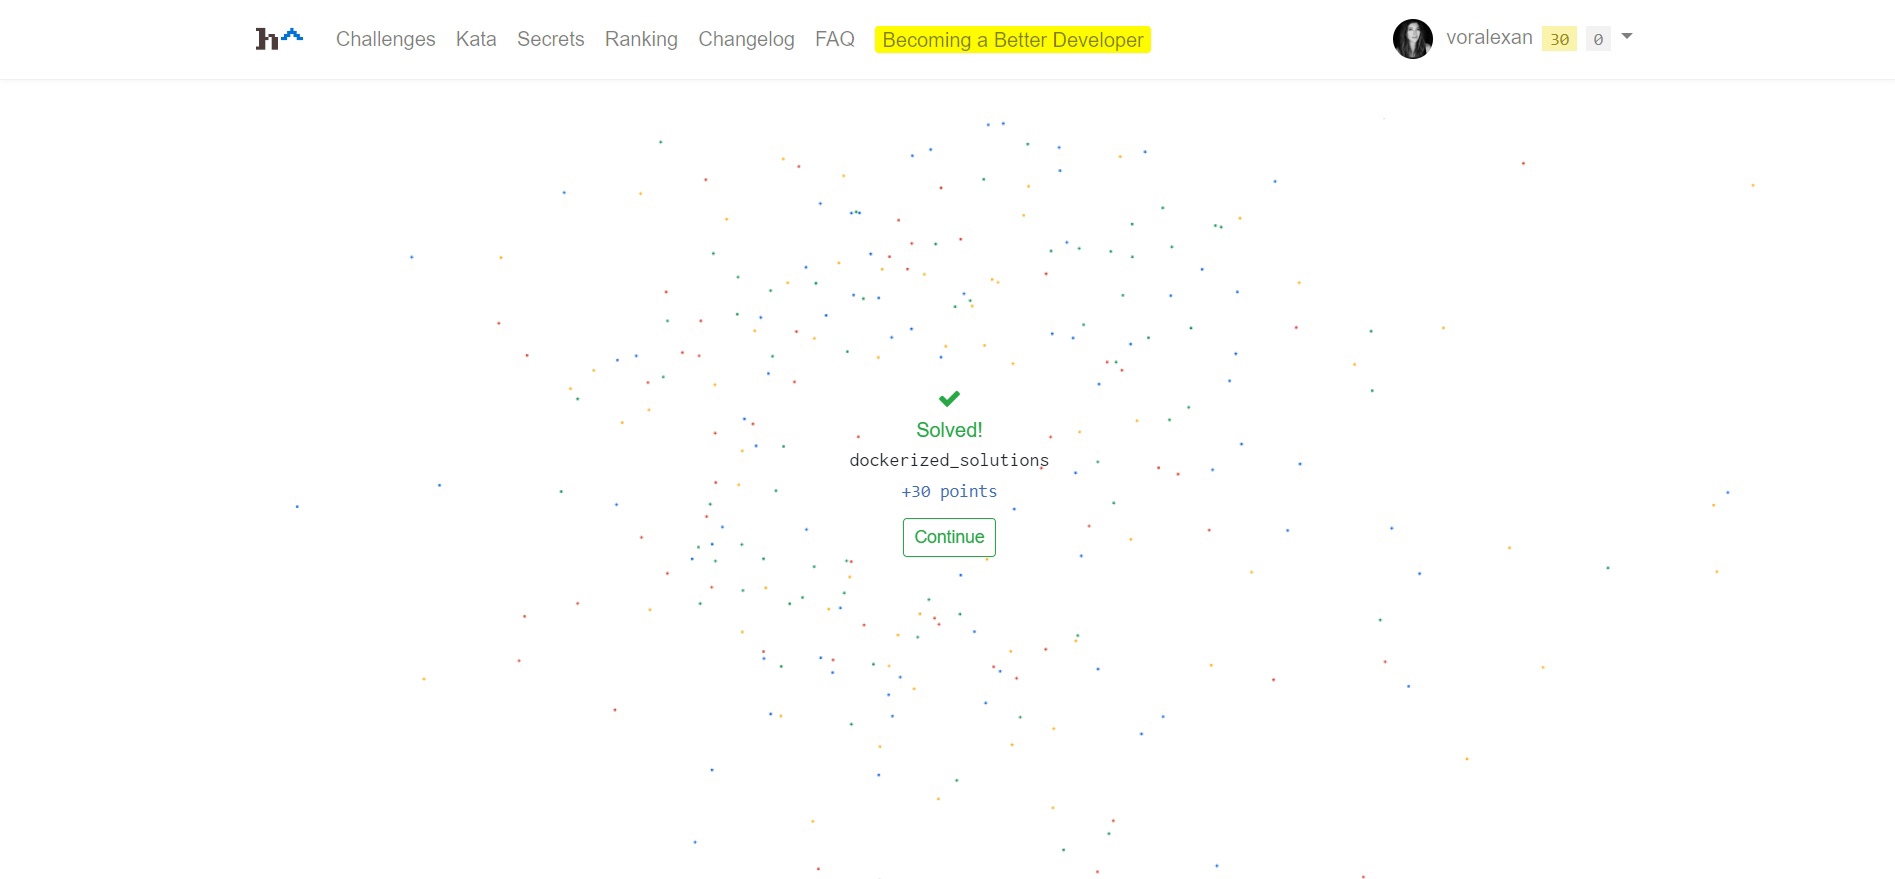 h^ Challenges Kata Secrets Ranking Changelog FAQ Becoming a Better Developer voralexan 30 0
Solved!
dockerized_solutions
+30 points
Continue